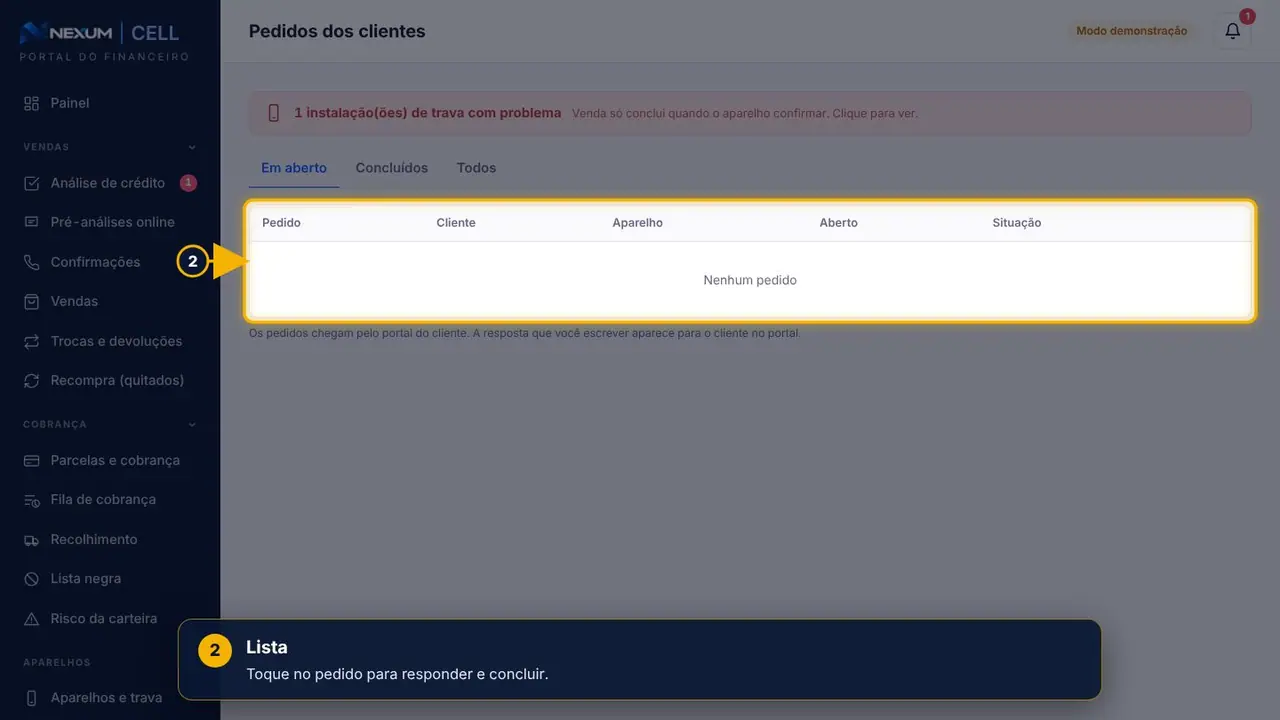 NEXUM | CELL
PORTAL DO FINANCEIRO
Painel
VENDAS
Análise de crédito 1
Pré-análises online
Confirmações
Vendas
Trocas e devoluções
Recompra (quitados)
COBRANÇA
Parcelas e cobrança
Fila de cobrança
Recolhimento
Lista negra
Risco da carteira
APARELHOS
Aparelhos e trava
Pedidos dos clientes
Modo demonstração
1
1 instalação(ões) de trava com problema Venda só conclui quando o aparelho confirmar. Clique para ver.
Em aberto Concluídos Todos
Pedido Cliente Aparelho Aberto Situação
2
Nenhum pedido
Os pedidos chegam pelo portal do cliente. A resposta que você escrever aparece para o cliente no portal.
2
Lista
Toque no pedido para responder e concluir.